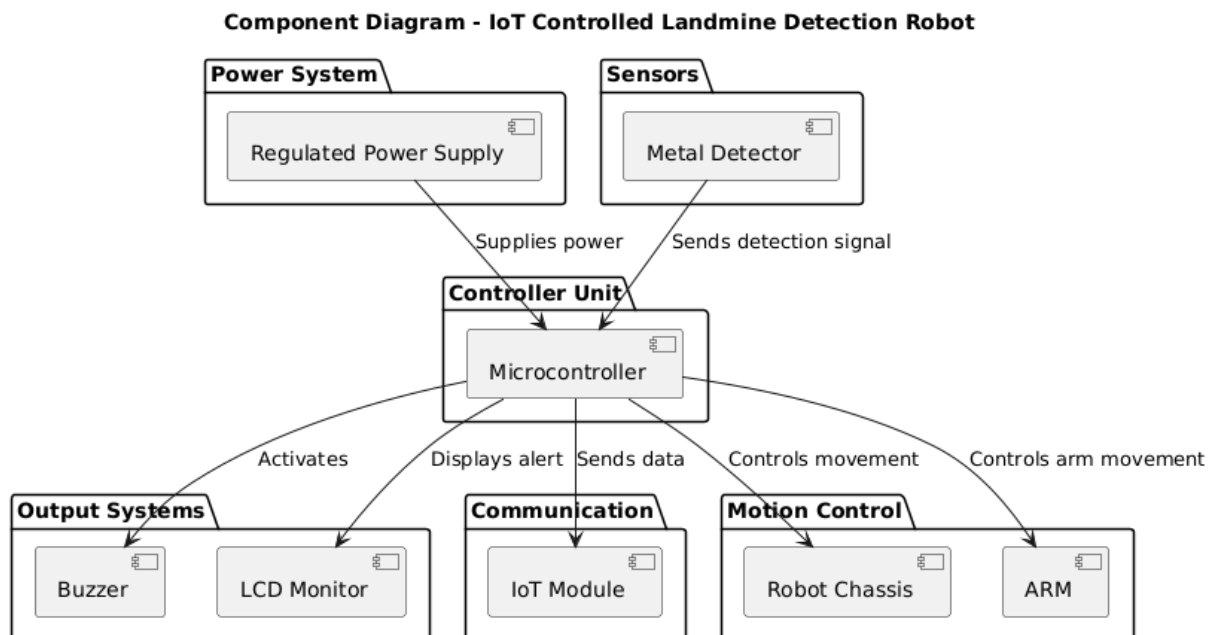 Component Diagram - IoT Controlled Landmine Detection Robot
Power System
Sensors
Regulated Power Supply
Metal Detector
Supplies power
Sends detection signal
Controller Unit
Microcontroller
Activates
Displays alert
Sends data
Controls movement
Controls arm movement
Output Systems
Communication
Motion Control
Buzzer
LCD Monitor
IoT Module
Robot Chassis
ARM